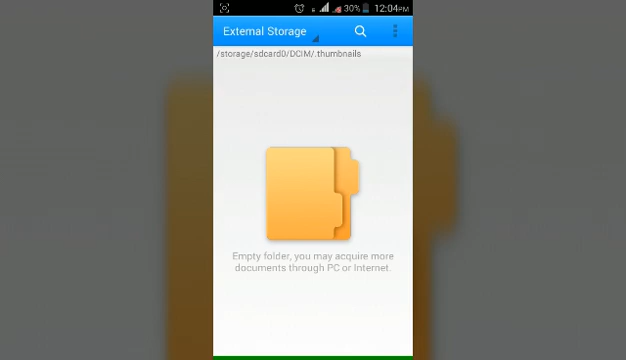 30% 12:04PM
External Storage
/storage/sdcard0/DCIM/.thumbnails
Empty folder, you may acquire more
documents through PC or Internet.